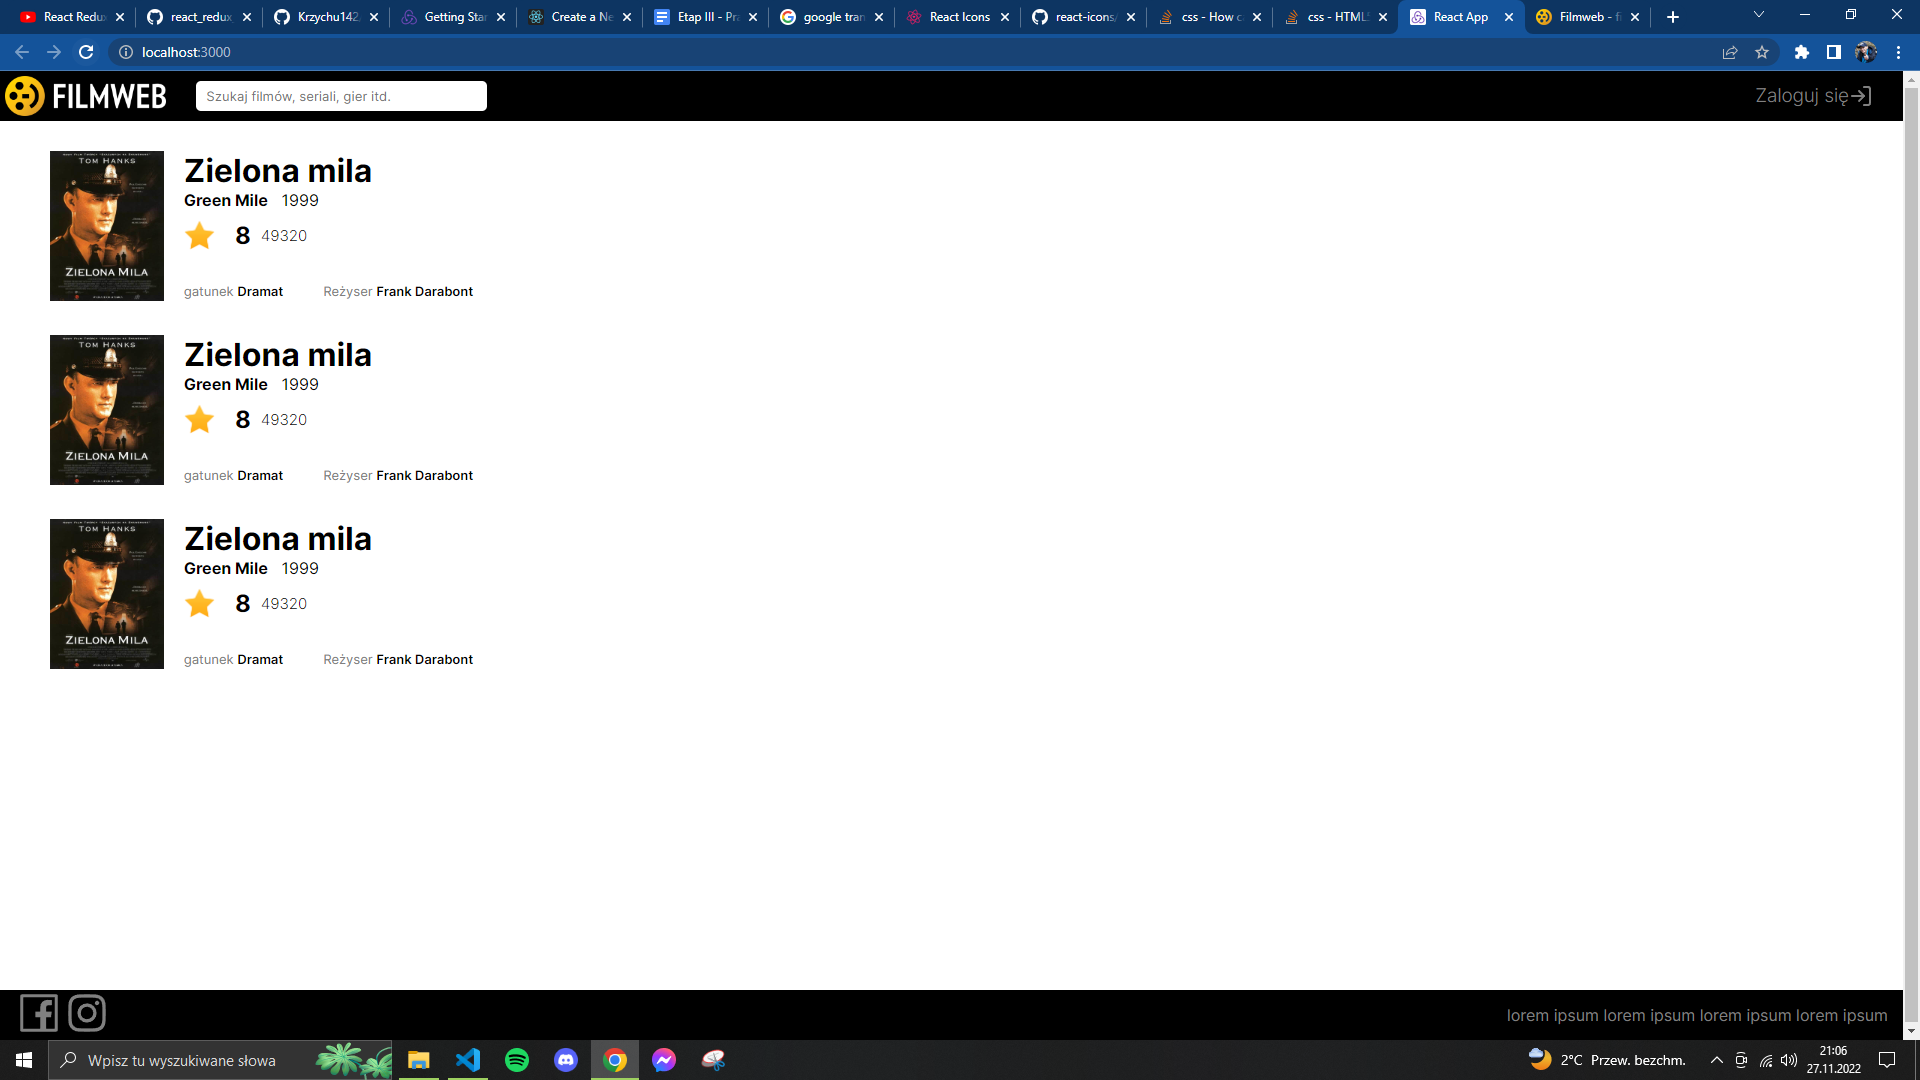 React Redux
react_redux
Krzychu142
Getting Star
Create a Ne
Etap III - Pra
google tran
React Icons
react-icons/
css - How c
css - HTML5
React App
Filmweb - fi
localhost:3000
FILMWEB
Szukaj filmów, seriali, gier itd.
Zaloguj się
TOM HANKS
ZIELONA MILA
Zielona mila
Green Mile 1999
8 49320
gatunek Dramat Reżyser Frank Darabont
TOM HANKS
ZIELONA MILA
Zielona mila
Green Mile 1999
8 49320
gatunek Dramat Reżyser Frank Darabont
TOM HANKS
ZIELONA MILA
Zielona mila
Green Mile 1999
8 49320
gatunek Dramat Reżyser Frank Darabont
lorem ipsum lorem ipsum lorem ipsum lorem ipsum
Wpisz tu wyszukiwane słowa
2°C Przew. bezchm.
21:06
27.11.2022